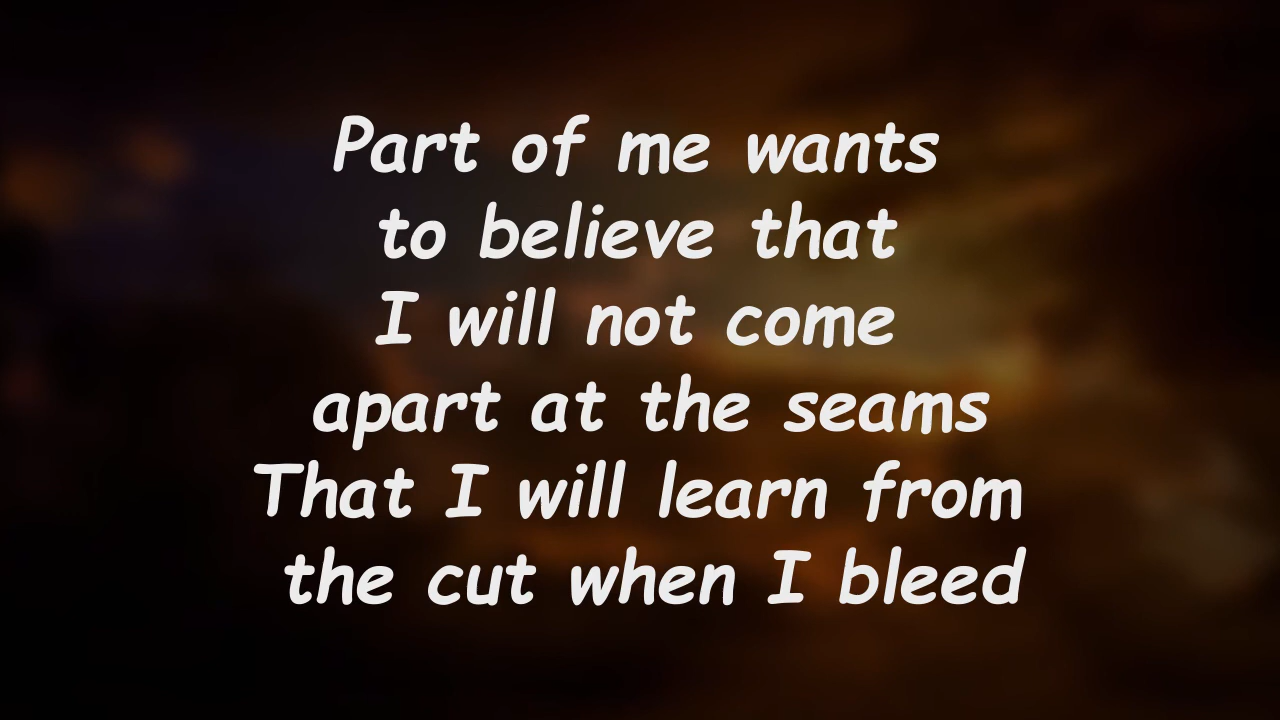 Part of me wants
to believe that
I will not come
apart at the seams
That I will learn from
the cut when I bleed